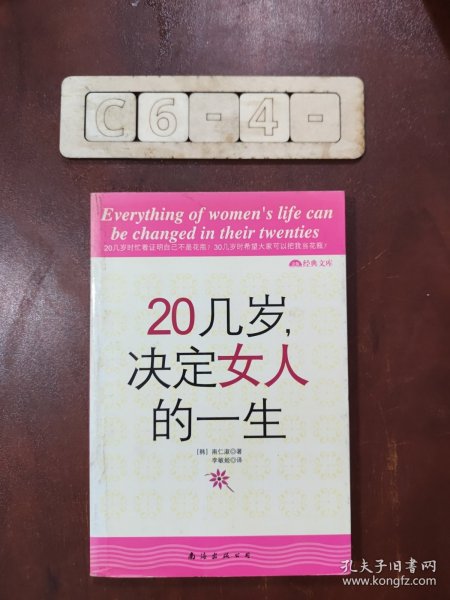 C6-4-
Everything of women's life can
be changed in their twenties
20几岁时忙着证明自己不是花瓶！30几岁时希望大家可以把我当花瓶！
经典文库
20几岁,
决定女人
的一生
［韩］南仁淑◎著
李敏姬◎译
南海出版公司
孔夫子旧书网
www.kongfz.com